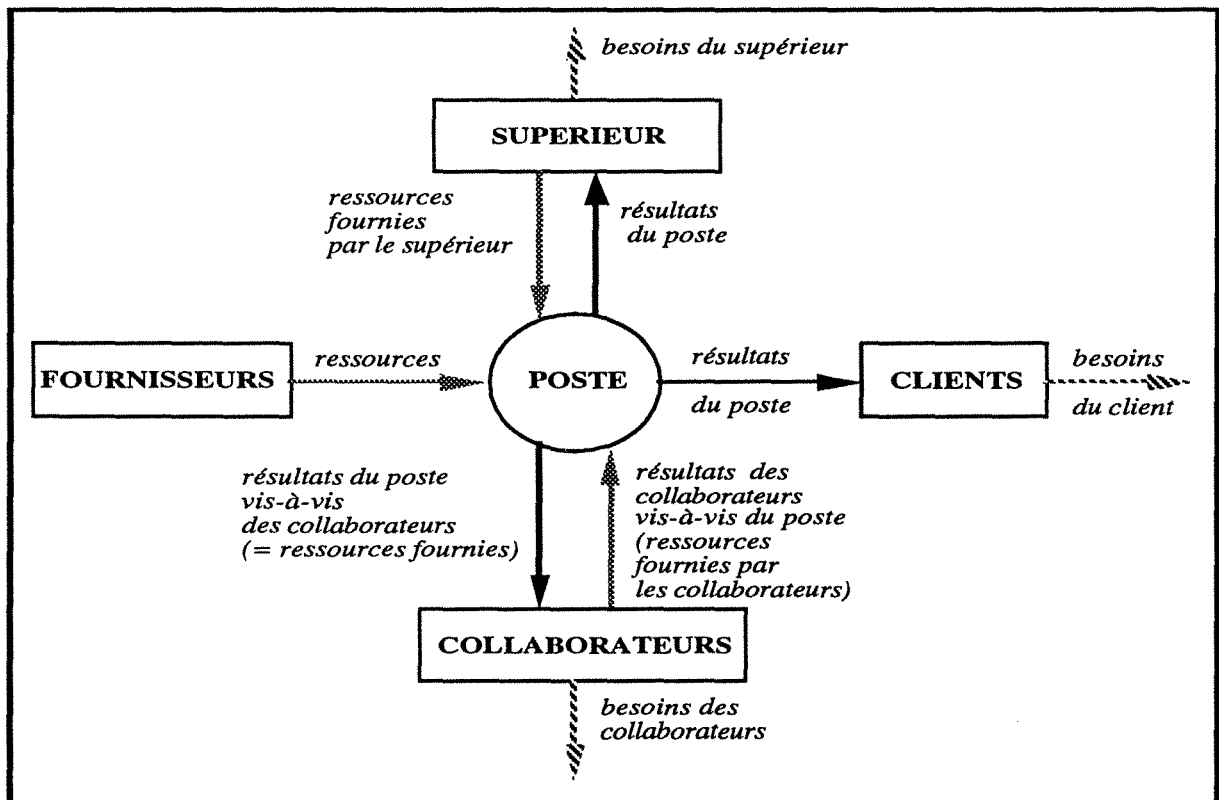 besoins du supérieur
SUPERIEUR
ressources
fournies
par le supérieur
résultats
du poste
FOURNISSEURS
ressources
POSTE
résultats
du poste
CLIENTS
besoins
du client
résultats du poste
vis-à-vis
des collaborateurs
(= ressources fournies)
résultats des
collaborateurs
vis-à-vis du poste
(ressources
fournies par
les collaborateurs)
COLLABORATEURS
besoins des
collaborateurs